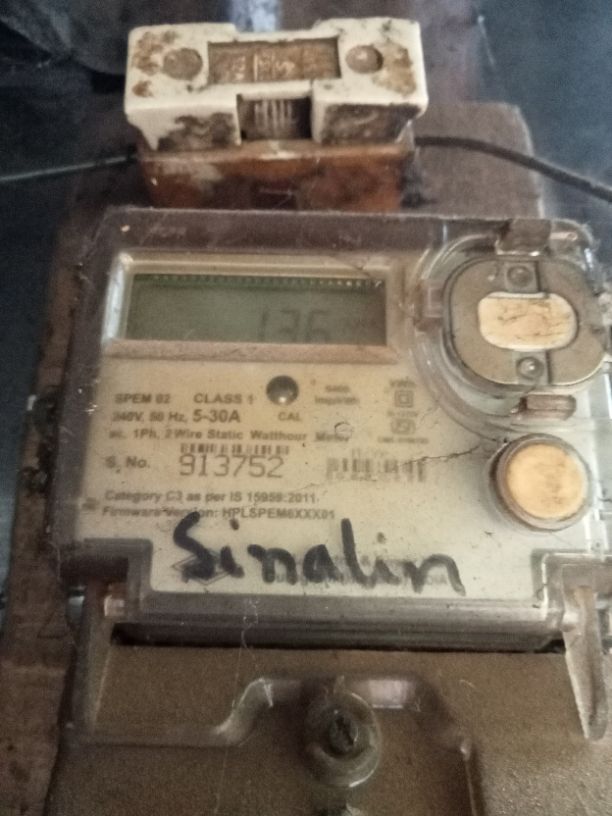 136
SPEM 02 CLASS 1
240V, 50 Hz, 5-30A CAL
ac, 1Ph, 2 Wire Static Watthour Meter
S. No. 913752
Category C3 as per IS 15959:2011
Firmware Version: HPLSPEM6XXX01
Sinalin